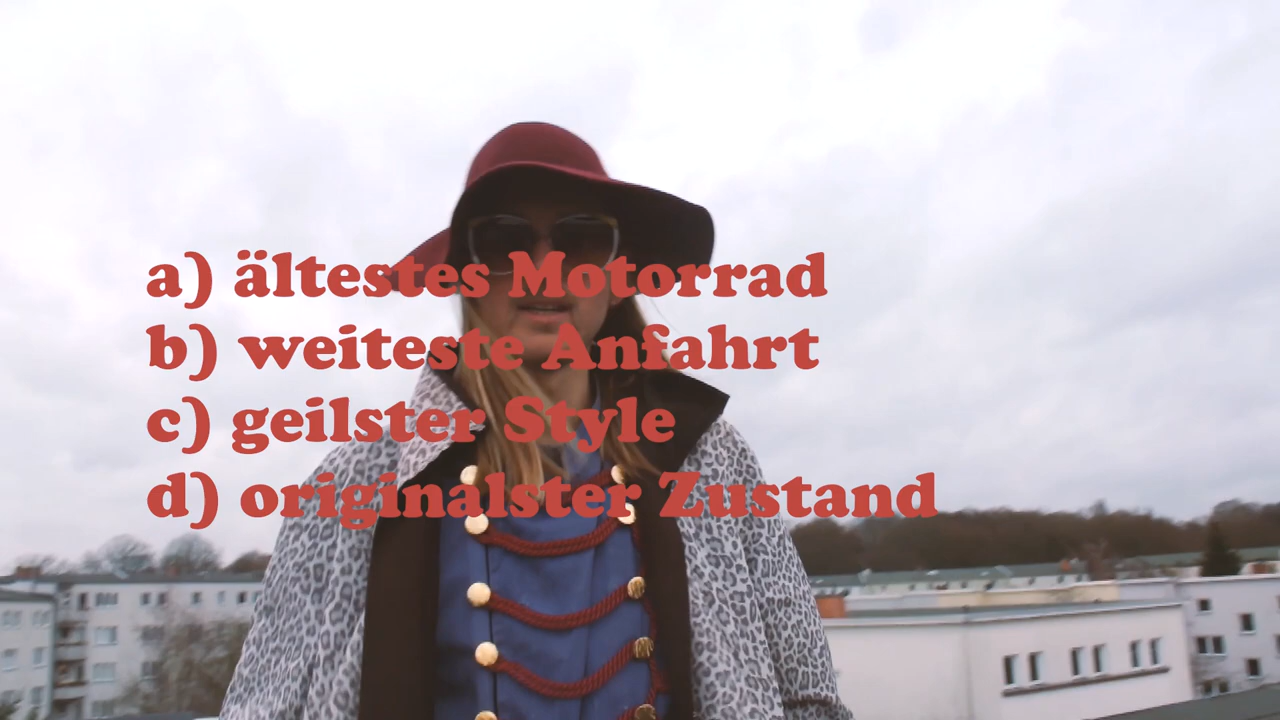 a) ältestes Motorrad
b) weiteste Anfahrt
c) geilster Style
d) originalster Zustand